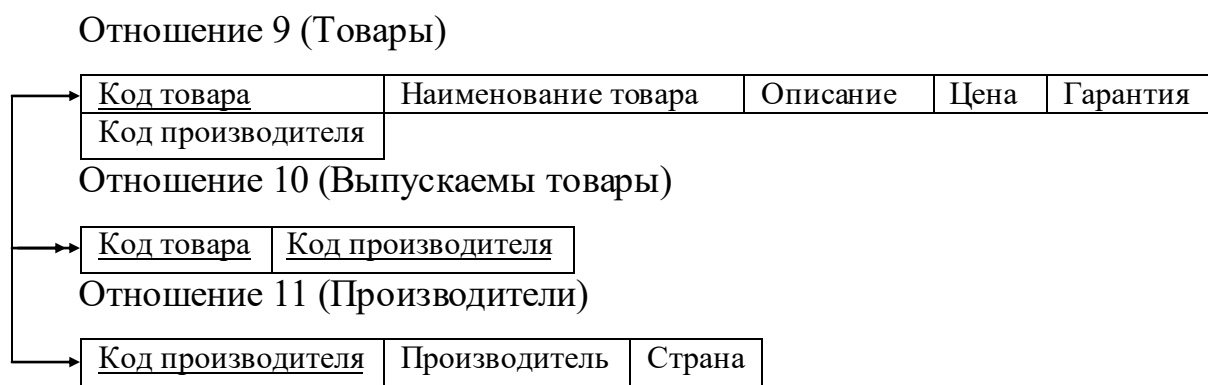 Отношение 9 (Товары)
Код товара Наименование товара Описание Цена Гарантия
Код производителя
Отношение 10 (Выпускаемы товары)
Код товара Код производителя
Отношение 11 (Производители)
Код производителя Производитель Страна